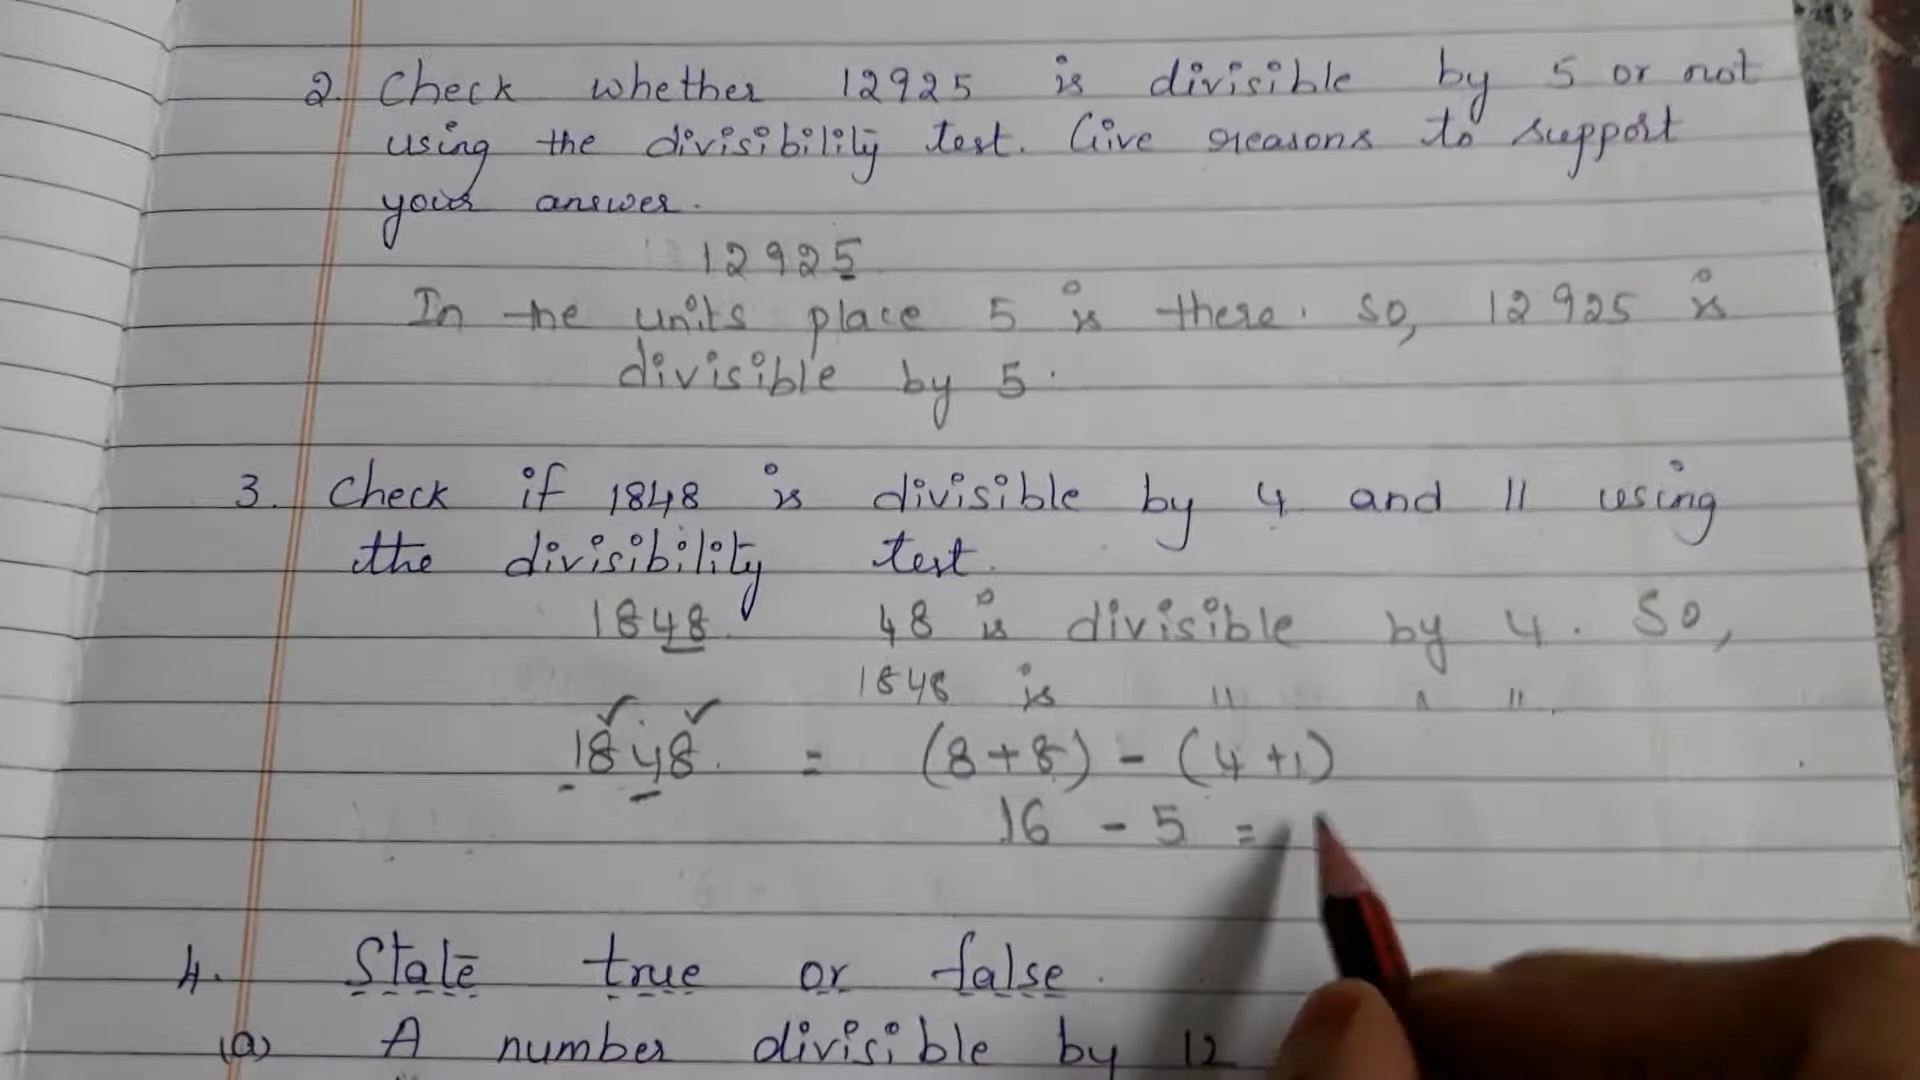 2. Check whether 12925 is divisible by 5 or not
using the divisibility test. Give reasons to support
your answer.
12925
In the units place 5 is there. So, 12925 is
divisible by 5.
3. Check if 1848 is divisible by 4 and 11 using
the divisibility test.
1848. 48 is divisible by 4. So,
1848 is " " ".
1848. = (8+8) - (4+1)
16 - 5 =
4. State true or false.
(a) A number divisible by 12